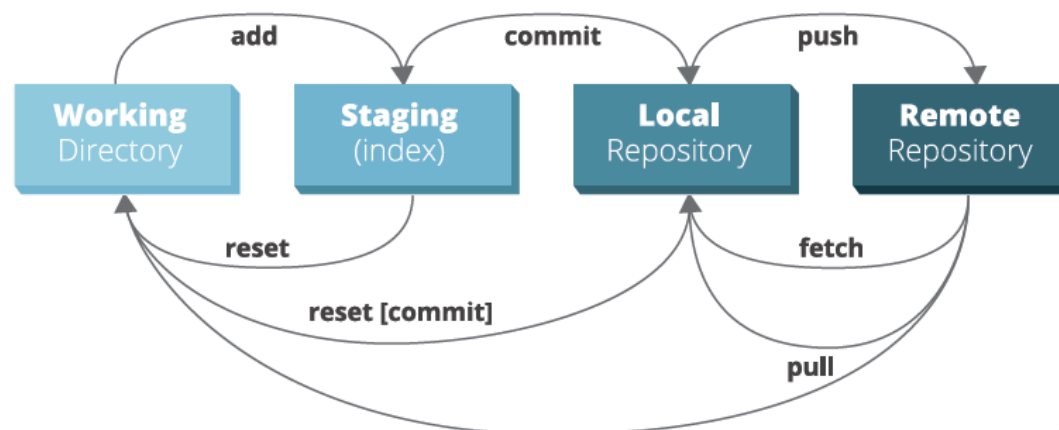 add
commit
push
Working
Directory
Staging
(index)
Local
Repository
Remote
Repository
reset
fetch
reset [commit]
pull